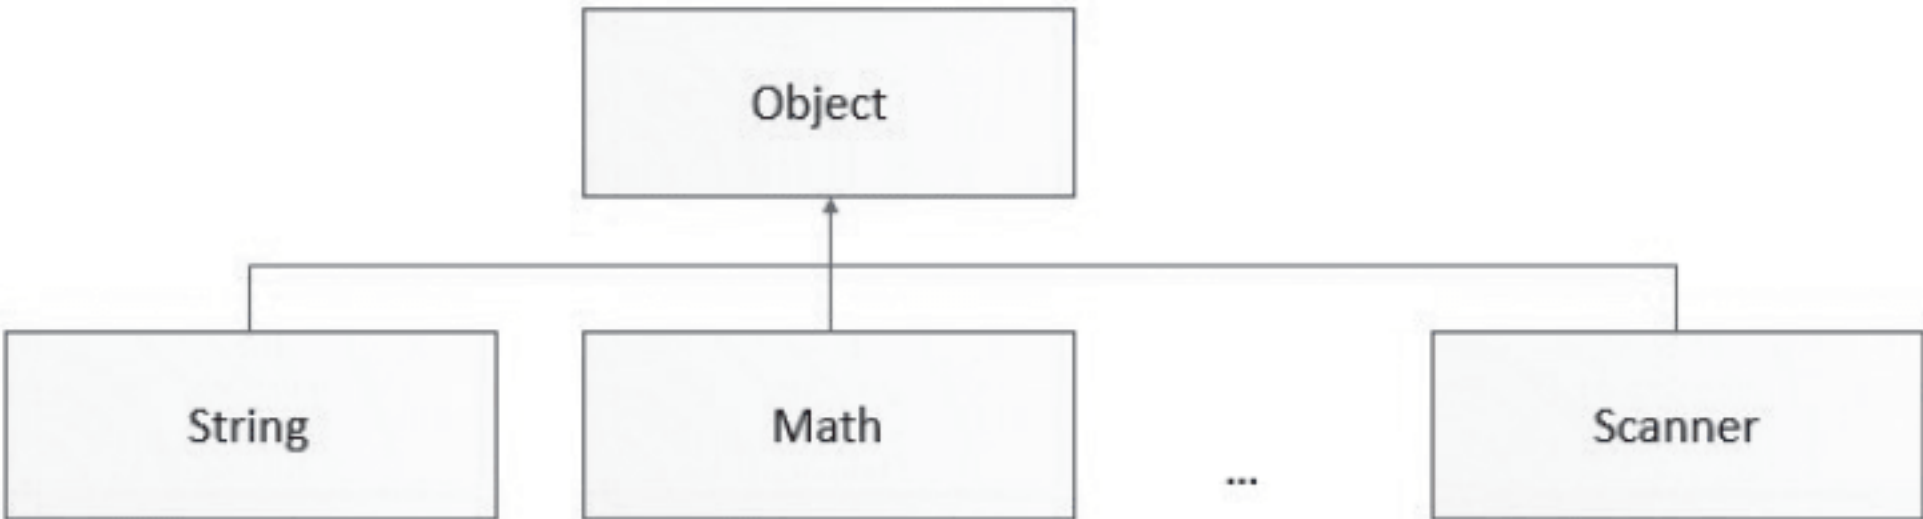 Object
String
Math
...
Scanner